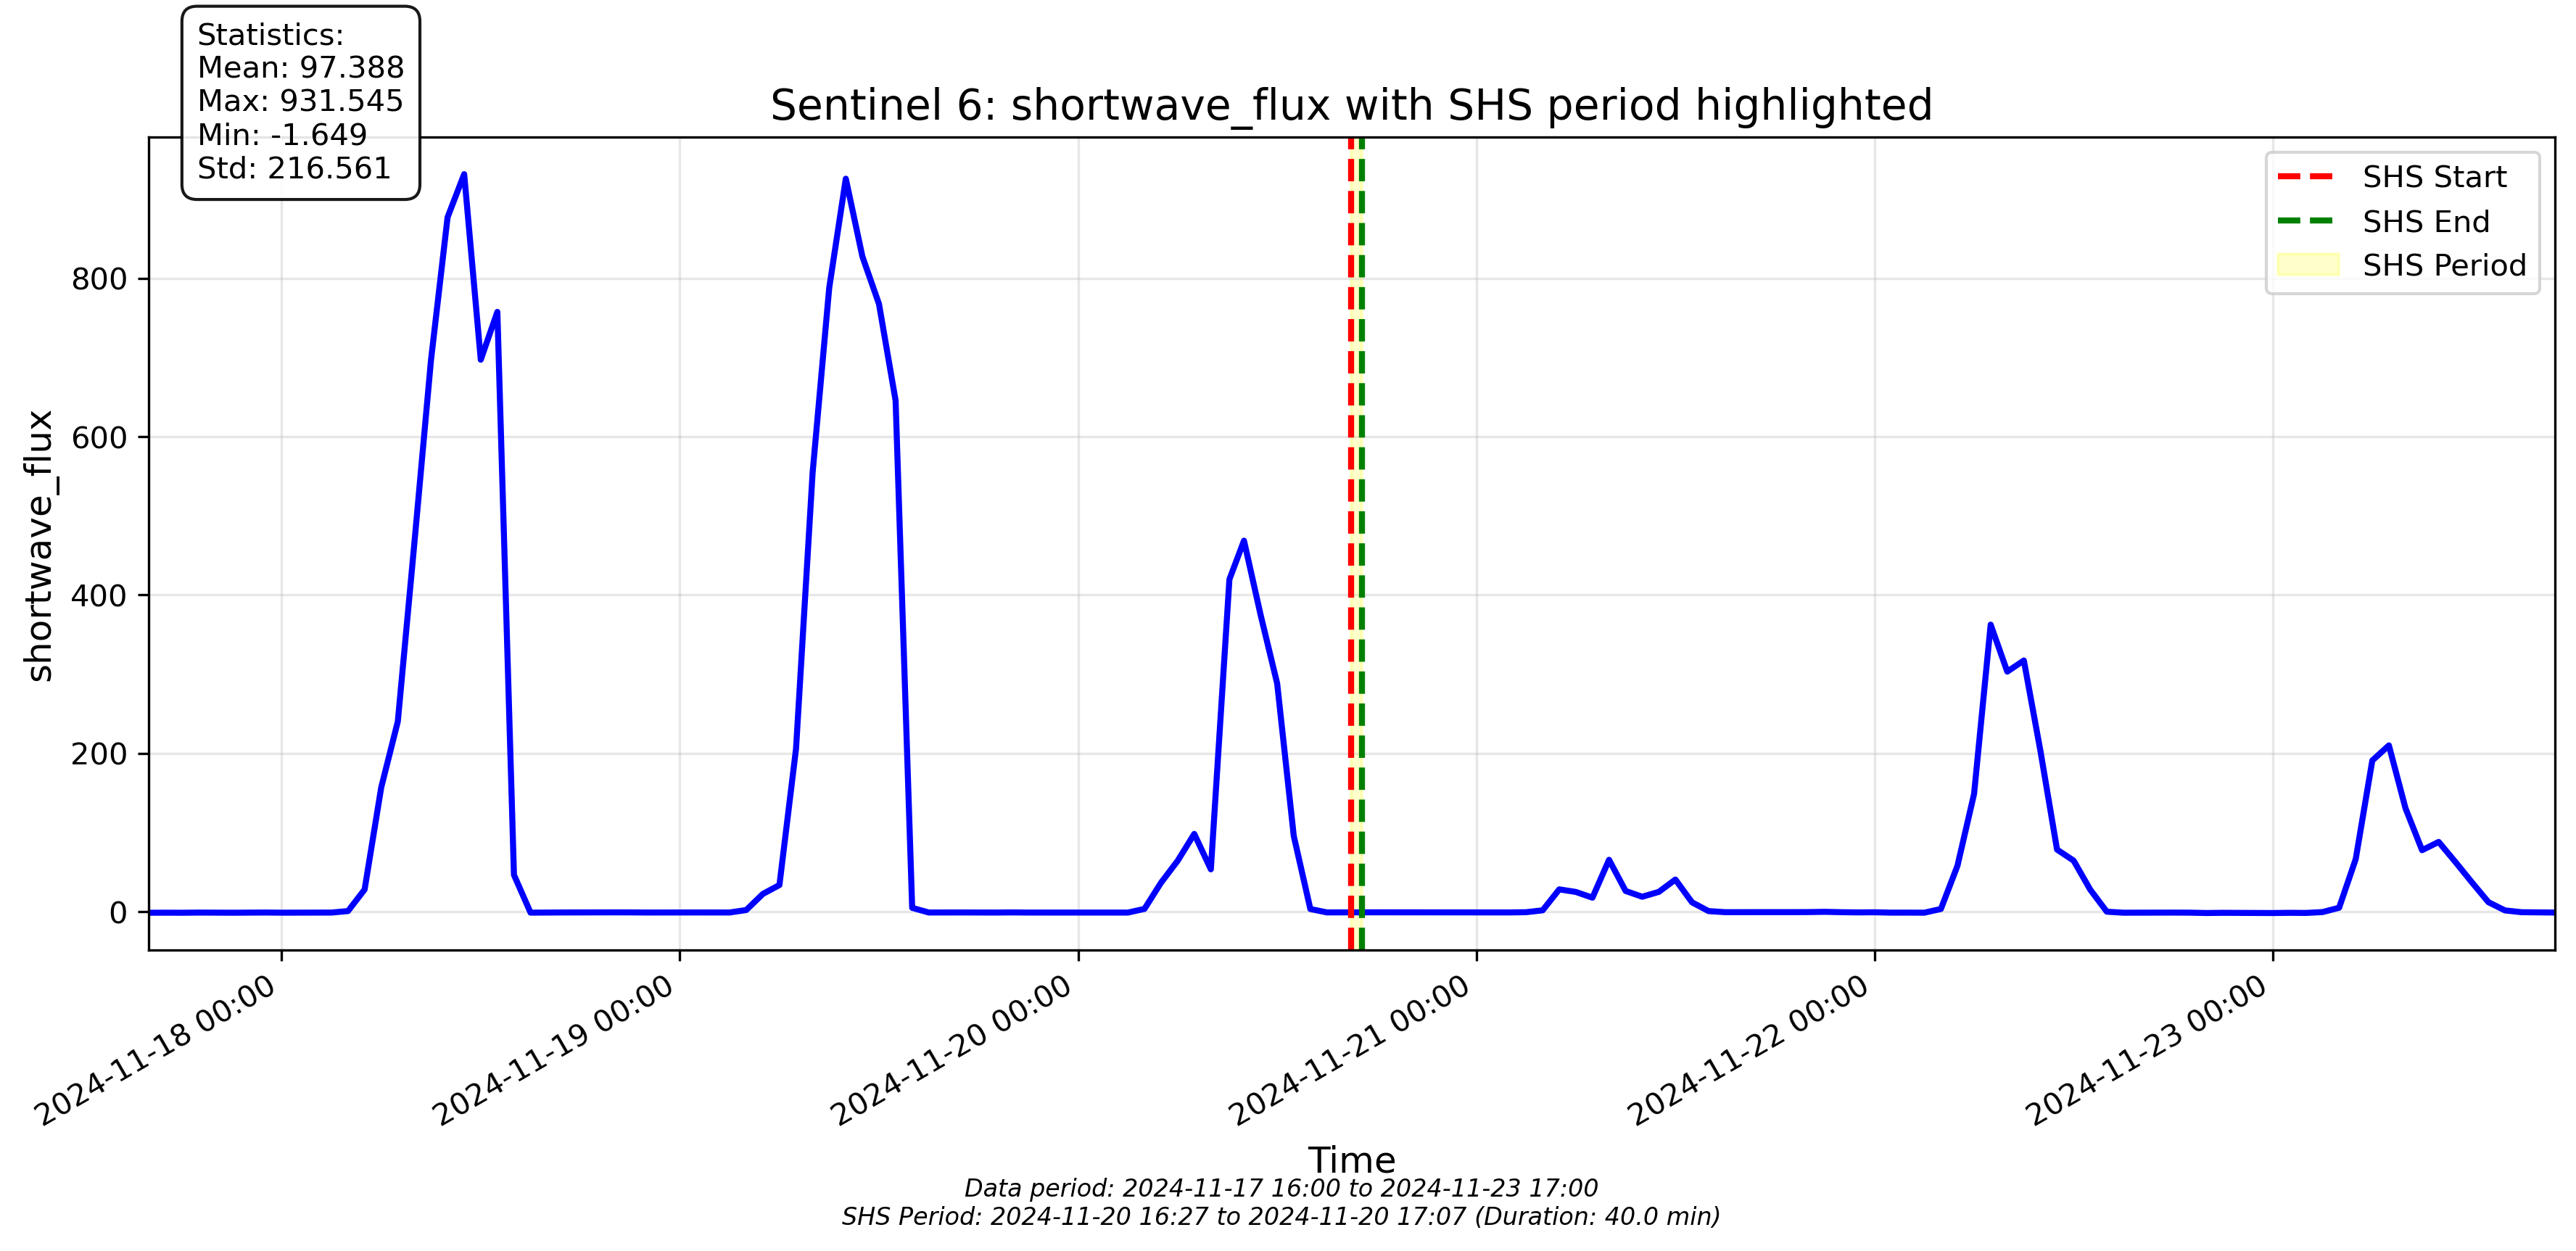 Statistics:
Mean: 97.388
Max: 931.545
Min: -1.649
Std: 216.561
Sentinel 6: shortwave_flux with SHS period highlighted
SHS Start
SHS End
SHS Period
shortwave_flux
800
600
400
200
0
2024-11-18 00:00
2024-11-19 00:00
2024-11-20 00:00
2024-11-21 00:00
2024-11-22 00:00
2024-11-23 00:00
Time
Data period: 2024-11-17 16:00 to 2024-11-23 17:00
SHS Period: 2024-11-20 16:27 to 2024-11-20 17:07 (Duration: 40.0 min)